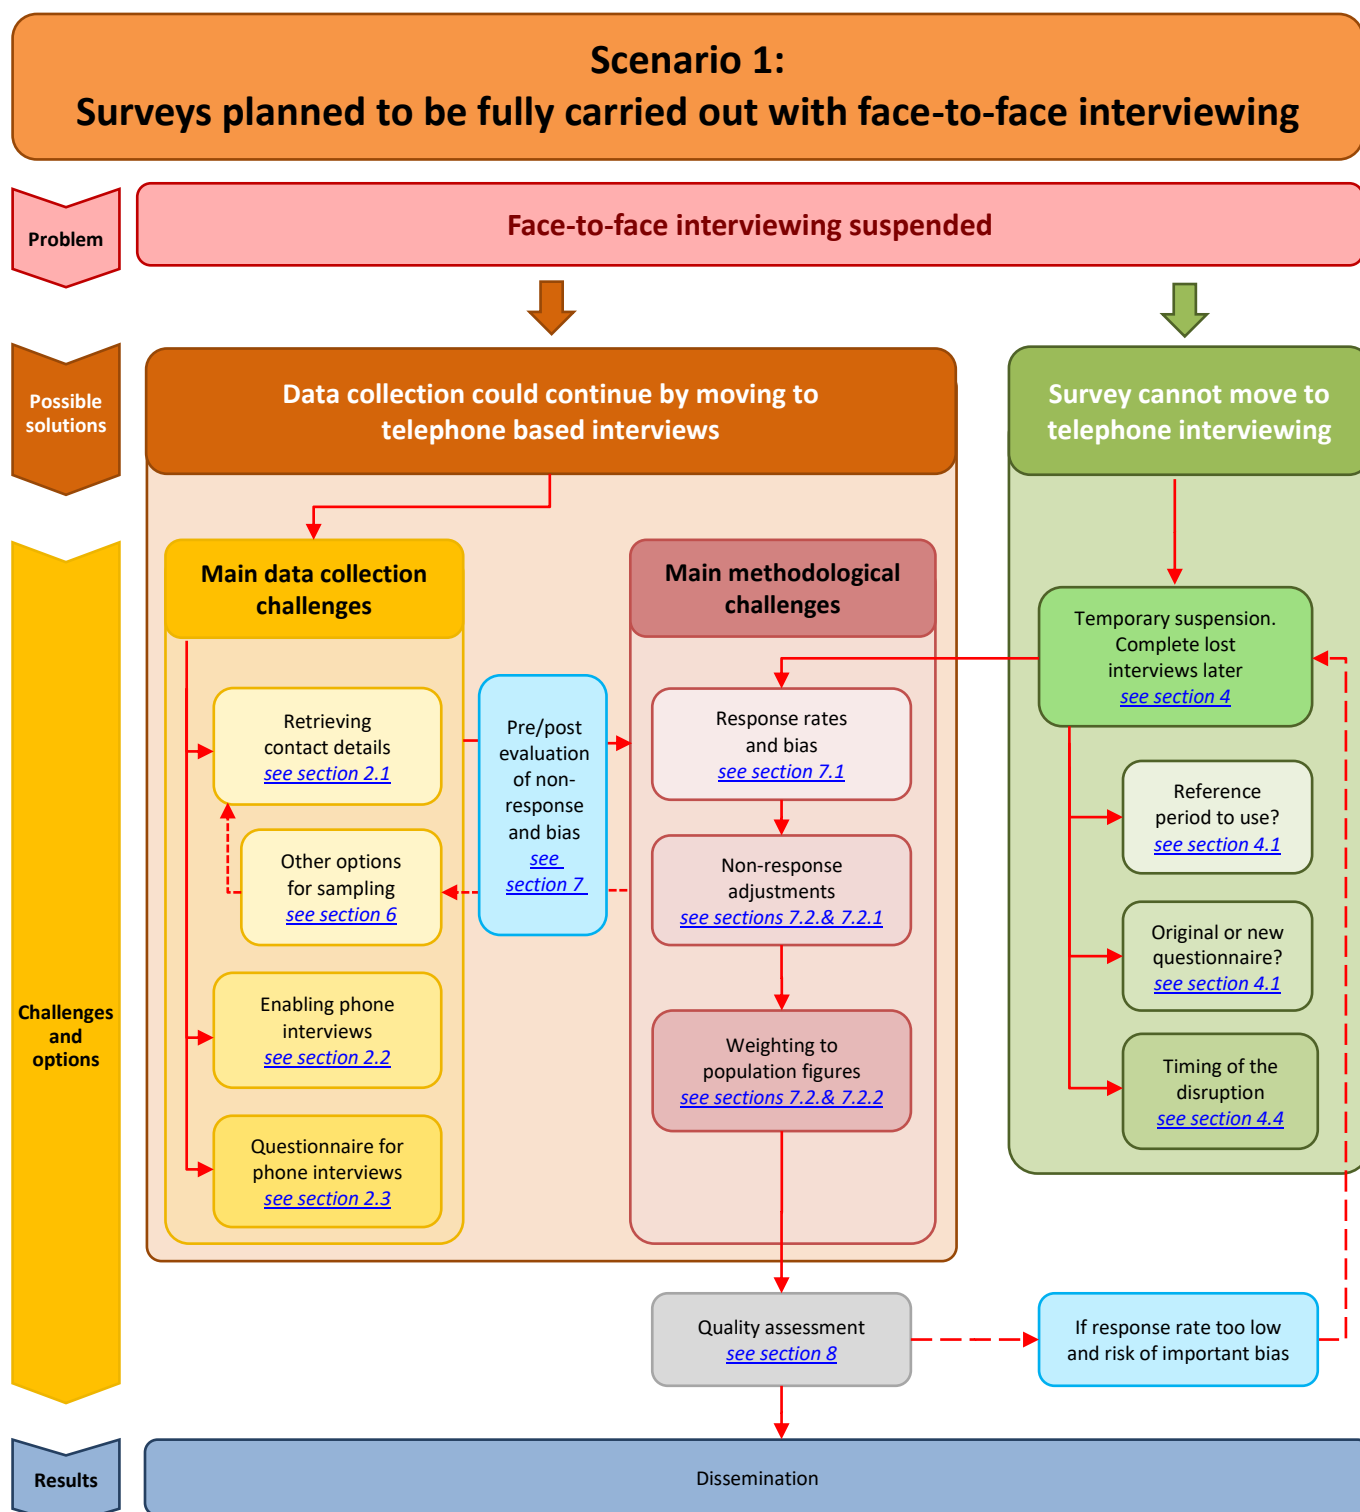 Scenario 1:
Surveys planned to be fully carried out with face-to-face interviewing
Problem
Face-to-face interviewing suspended
Possible
solutions
Data collection could continue by moving to
telephone based interviews
Survey cannot move to
telephone interviewing
Challenges
and
options
Main data collection
challenges
Retrieving
contact details
see section 2.1
Other options
for sampling
see section 6
Enabling phone
interviews
see section 2.2
Questionnaire for
phone interviews
see section 2.3
Pre/post
evaluation
of non-
response
and bias
see
section 7
Main methodological
challenges
Response rates
and bias
see section 7.1
Non-response
adjustments
see sections 7.2.& 7.2.1
Weighting to
population figures
see sections 7.2.& 7.2.2
Temporary suspension.
Complete lost
interviews later
see section 4
Reference
period to use?
see section 4.1
Original or new
questionnaire?
see section 4.1
Timing of the
disruption
see section 4.4
Quality assessment
see section 8
If response rate too low
and risk of important bias
Results
Dissemination